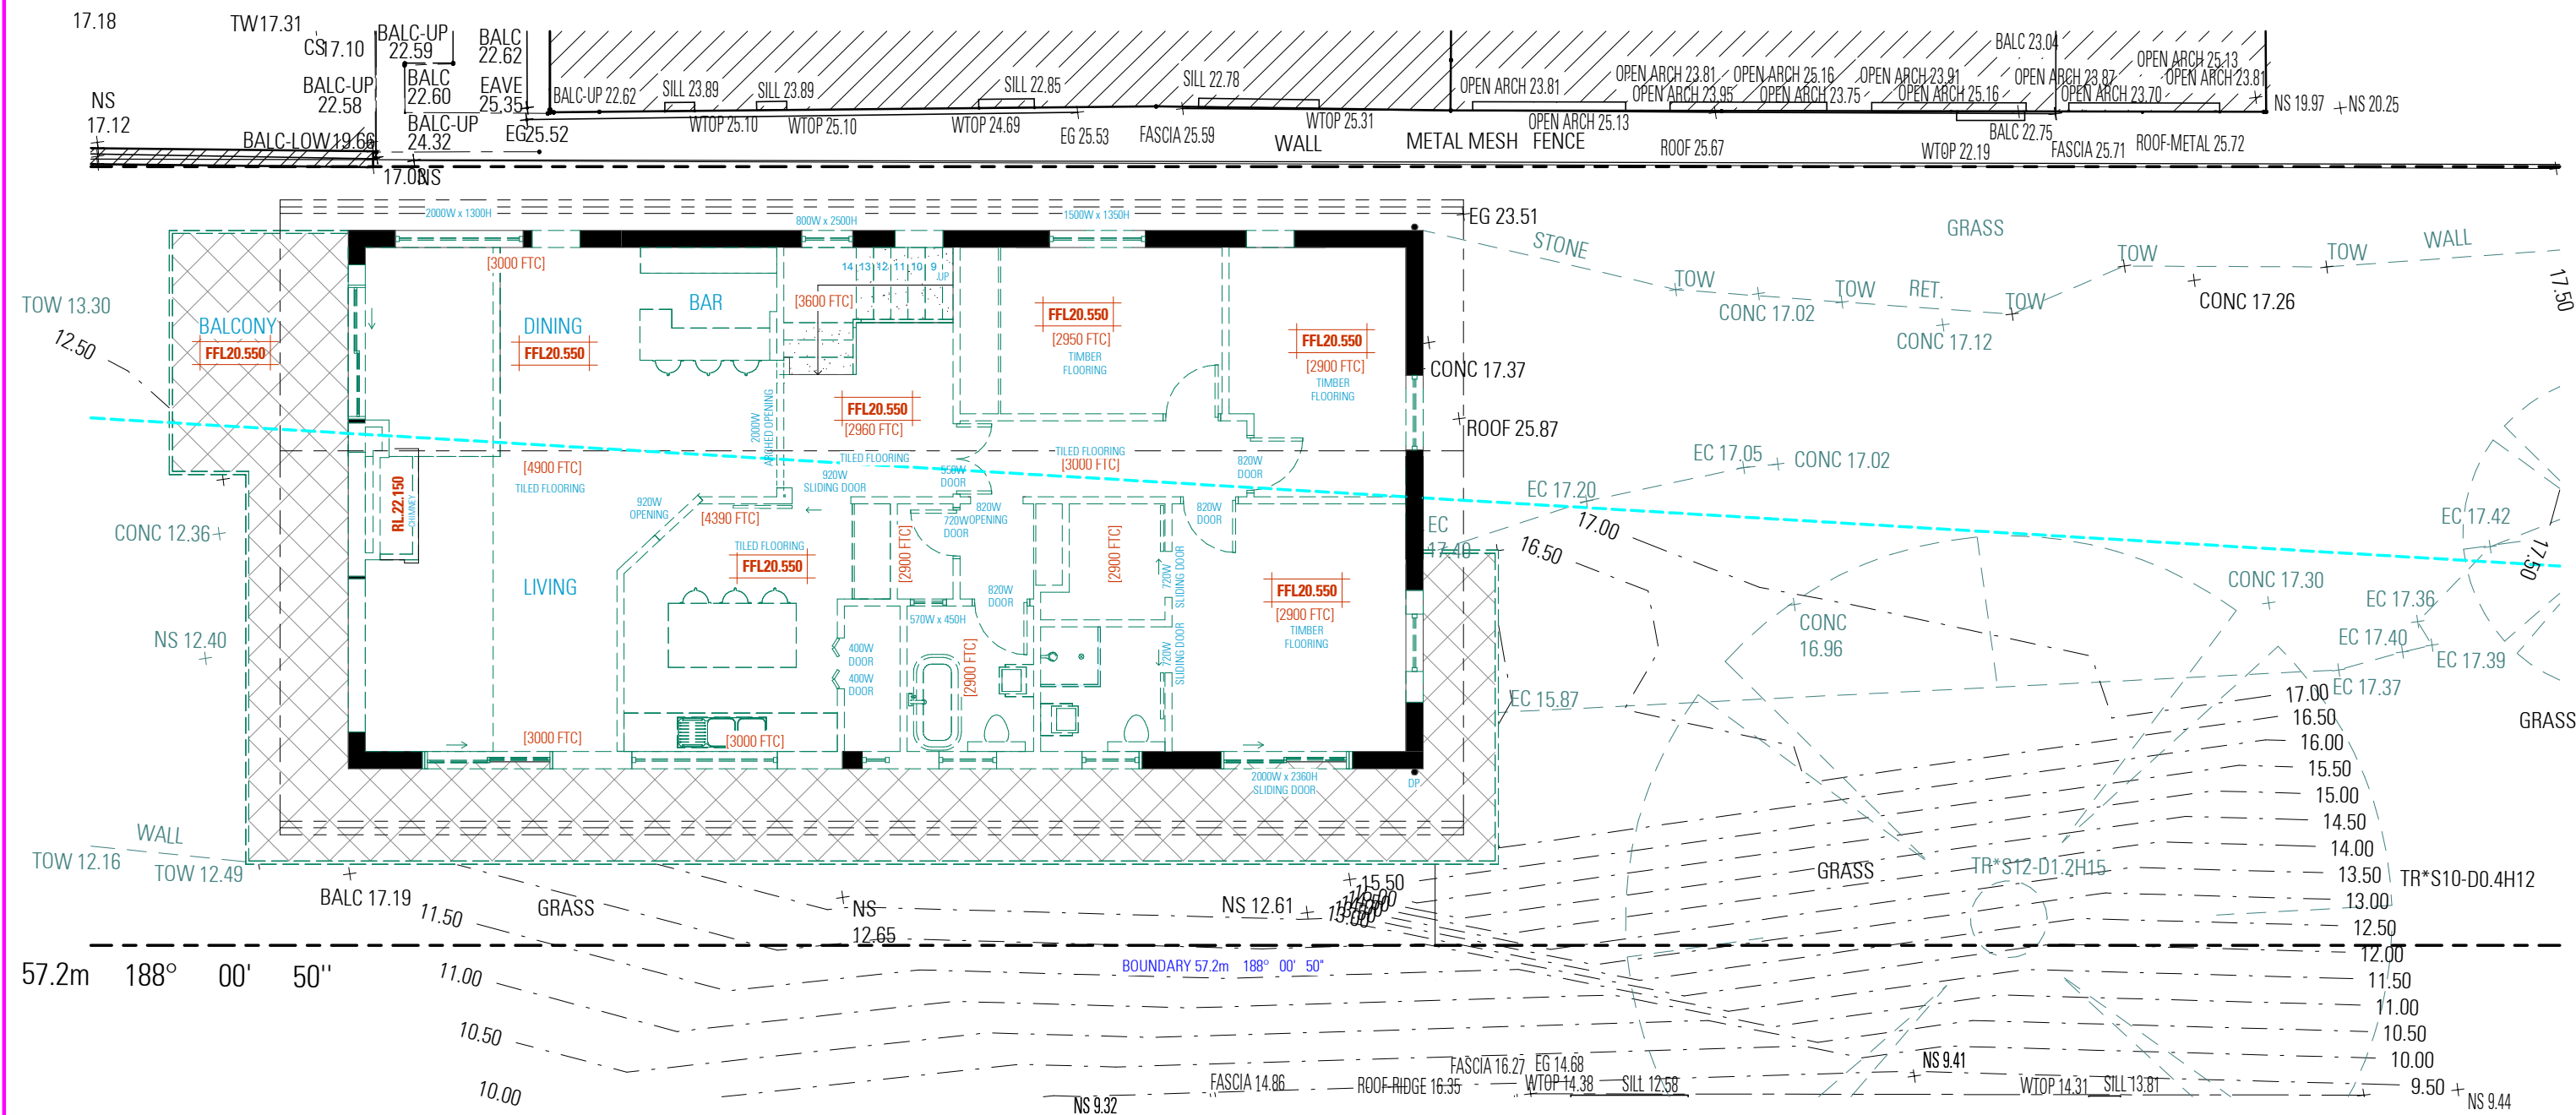 17.18
TW17.31
CS
17.10
BALC-UP
22.59
BALC
22.62
BALC-UP
22.58
BALC
22.60
EAVE
25.35
NS
17.12
BALC-LOW19.66
BALC-UP
24.32
EG25.52
17.08
NS
BALC-UP 22.62
SILL 23.89
SILL 23.89
SILL 22.85
SILL 22.78
WTOP 25.10
WTOP 25.10
WTOP 24.69
EG 25.53
FASCIA 25.59
WTOP 25.31
WALL
METAL MESH FENCE
BALC 23.04
OPEN ARCH 23.81
OPEN ARCH 23.81
OPEN ARCH 25.16
OPEN ARCH 23.91
OPEN ARCH 23.87
OPEN ARCH 25.13
OPEN ARCH 23.81
OPEN ARCH 23.95
OPEN ARCH 23.75
OPEN ARCH 25.16
OPEN ARCH 23.70
OPEN ARCH 25.13
BALC 22.75
ROOF 25.67
WTOP 22.19
FASCIA 25.71
ROOF-METAL 25.72
NS 19.97
NS 20.25
2000W x 1300H
800W x 2500H
1500W x 1350H
EG 23.51
STONE
GRASS
TOW
TOW
RET.
TOW
TOW
TOW
WALL
CONC 17.02
CONC 17.12
CONC 17.26
17.50
TOW 13.30
12.50
BALCONY
FFL20.550
[3000 FTC]
DINING
FFL20.550
BAR
[3600 FTC]
14 13 12 11 10 9
UP
FFL20.550
[2950 FTC]
TIMBER
FLOORING
FFL20.550
[2900 FTC]
TIMBER
FLOORING
CONC 17.37
ROOF 25.87
2000W
ARCHED OPENING
FFL20.550
[2960 FTC]
TILED FLOORING
TILED FLOORING
[3000 FTC]
[4900 FTC]
TILED FLOORING
RL.22.150
CHIMNEY
920W
OPENING
920W
SLIDING DOOR
DOOR
820W
DOOR
[4390 FTC]
TILED FLOORING
FFL20.550
820W
OPENING
720W
DOOR
[2900 FTC]
[2900 FTC]
820W
DOOR
820W
DOOR
720W
SLIDING DOOR
720W
SLIDING DOOR
LIVING
570W x 450H
400W
DOOR
400W
DOOR
[2900 FTC]
FFL20.550
[2900 FTC]
TIMBER
FLOORING
[3000 FTC]
[3000 FTC]
2000W x 2360H
SLIDING DOOR
DP
CONC 12.36
NS 12.40
EC 17.05
CONC 17.02
EC 17.20
EC
17.40
17.00
16.50
EC 17.42
17.50
CONC 17.30
CONC
16.96
EC 17.36
EC 17.40
EC 17.39
EC 17.37
EC 15.87
GRASS
17.00
16.50
16.00
15.50
15.00
14.50
14.00
13.50
13.00
12.50
12.00
11.50
11.00
10.50
10.00
9.50
WALL
TOW 12.16
TOW 12.49
BALC 17.19
11.50
GRASS
NS
12.65
NS 12.61
15.50
13.00
GRASS
TR*S12-D1.2H15
TR*S10-D0.4H12
57.2m 188° 00' 50''
BOUNDARY 57.2m 188° 00' 50"
11.00
10.50
10.00
NS 9.32
FASCIA 14.86
ROOF-RIDGE 16.35
FASCIA 16.27
EG 14.68
WTOP 14.38
SILL 12.58
NS 9.41
WTOP 14.31
SILL 13.81
NS 9.44